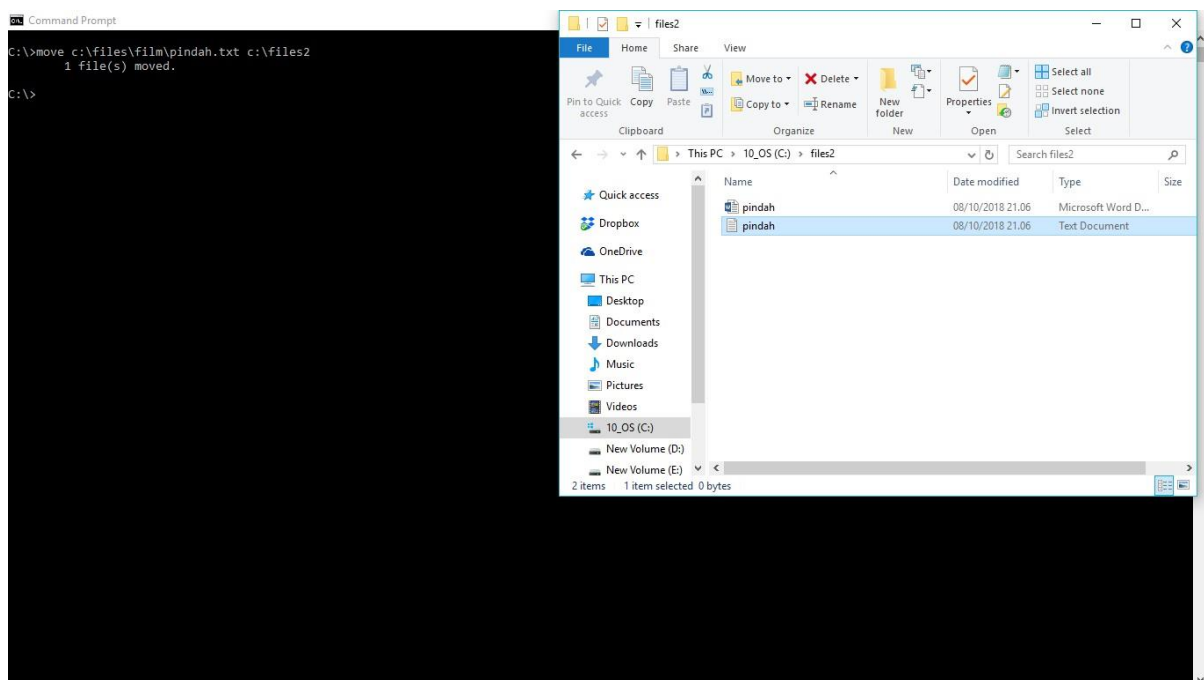 Command Prompt
C:\>move c:\files\film\pindah.txt c:\files2
1 file(s) moved.
C:\>
files2
File Home Share View
Pin to Quick access
Copy
Paste
Move to
Copy to
Delete
Rename
New folder
Properties
Select all
Select none
Invert selection
Clipboard Organize New Open Select
This PC > 10_OS (C:) > files2
Search files2
Name Date modified Type Size
pindah 08/10/2018 21.06 Microsoft Word D...
pindah 08/10/2018 21.06 Text Document
Quick access
Dropbox
OneDrive
This PC
Desktop
Documents
Downloads
Music
Pictures
Videos
10_OS (C:)
New Volume (D:)
New Volume (E:)
2 items 1 item selected 0 bytes